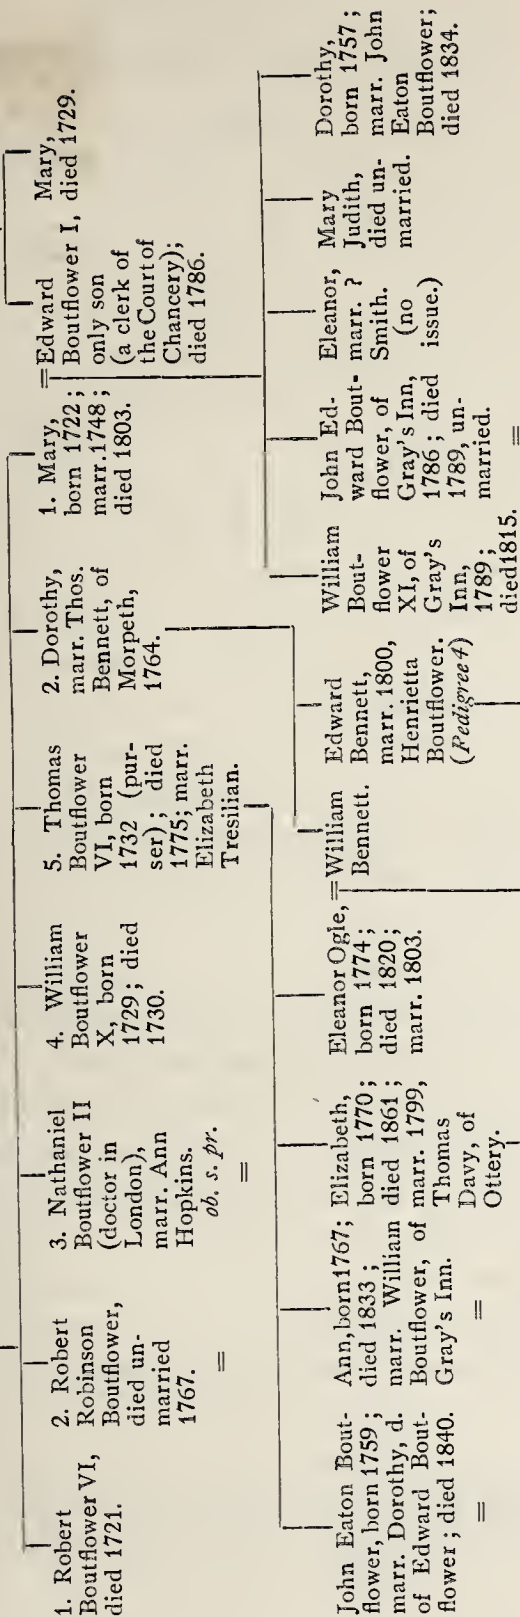 1. Robert
Boutflower VI,
died 1721.
2. Robert
Robinson
Boutflower,
died un-
married
1767.
=
3. Nathaniel
Boutflower II
(doctor in
London),
marr. Ann
Hopkins.
ob. s. pr.
=
4. William
Boutflower
X, born
1729; died
1730.
5. Thomas
Boutflower
VI, born
1732 (pur-
ser); died
1775; marr.
Elizabeth
Tresilian.
2. Dorothy,
marr. Thos.
Bennett, of
Morpeth,
1764.
1. Mary,
born 1722;
marr. 1748;
died 1803.
=Edward
Boutflower I,
only son
(a clerk of
the Court of
Chancery);
died 1786.
Mary,
died 1729.
John Eaton Bout-
flower, born 1759;
marr. Dorothy, d.
of Edward Bout-
flower; died 1840.
=
Ann, born 1767;
died 1833;
marr. William
Boutflower, of
Gray's Inn.
=
Elizabeth,
born 1770;
died 1861;
marr. 1799,
Thomas
Davy, of
Ottery.
Eleanor Ogle,
born 1774;
died 1820;
marr. 1803.
=William
Bennett.
Edward
Bennett,
marr. 1800,
Henrietta
Boutflower.
(Pedigree 4)
William
Bout-
flower
XI, of
Gray's
Inn,
1789;
died 1815.
John Ed-
ward Bout-
flower, of
Gray's Inn,
1786; died
1789, un-
married.
=
Eleanor,
marr. ?
Smith.
(no
issue.)
Mary
Judith,
died un-
married.
Dorothy,
born 1757;
marr. John
Eaton
Boutflower;
died 1834.